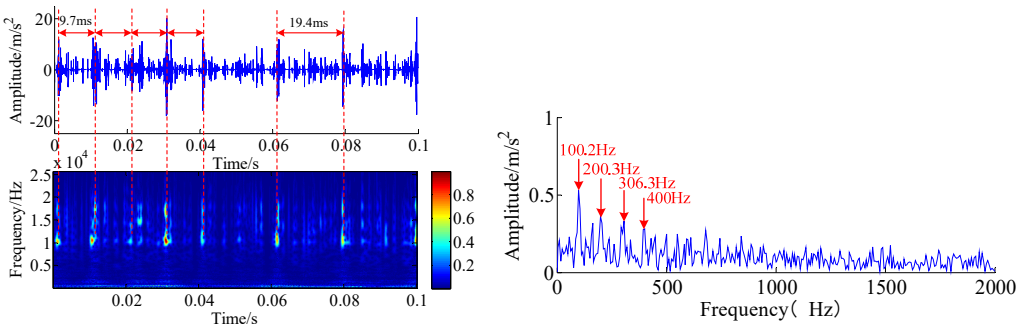 Amplitude/m/s²
20
0
-20
9.7ms
19.4ms
0 0.02 0.04 0.06 0.08 0.1
Time/s
x 10⁴
Frequency/Hz
2.5
2
1.5
1
0.5
0.02 0.04 0.06 0.08 0.1
Time/s
0.8
0.6
0.4
0.2
Amplitude/m/s²
1
0.5
0
100.2Hz
200.3Hz
306.3Hz
400Hz
0 500 1000 1500 2000
Frequency( Hz)